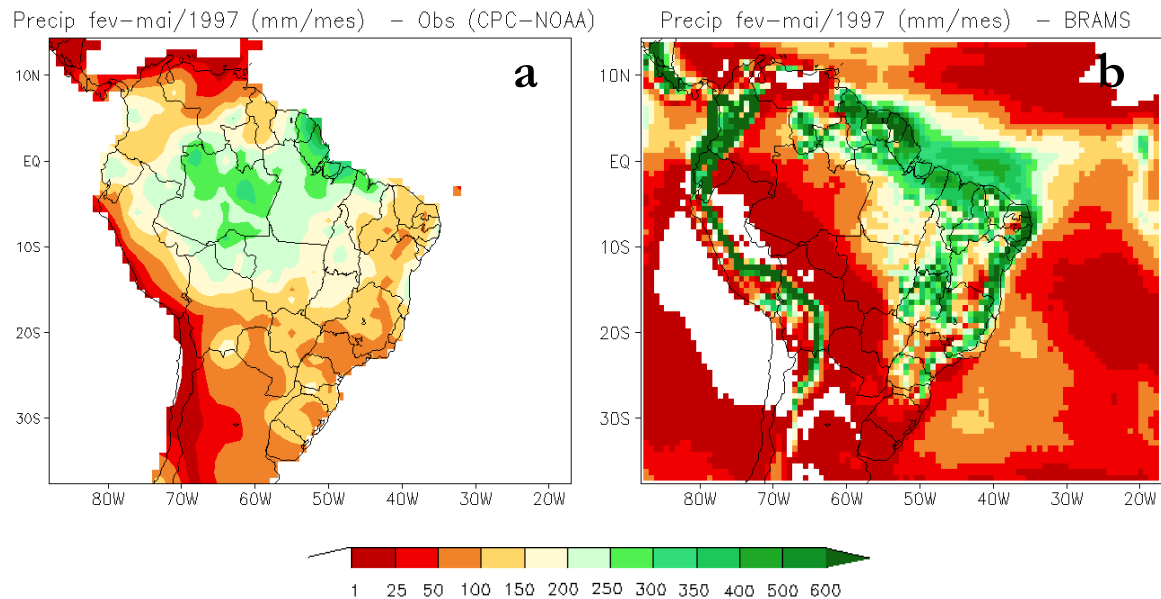 Precip fev-mai/1997 (mm/mes) - Obs (CPC-NOAA)
Precip fev-mai/1997 (mm/mes) - BRAMS
a
b
10N
EQ
10S
20S
30S
80W 70W 60W 50W 40W 30W 20W
10N
EQ
10S
20S
30S
80W 70W 60W 50W 40W 30W 20W
1 25 50 100 150 200 250 300 350 400 500 600